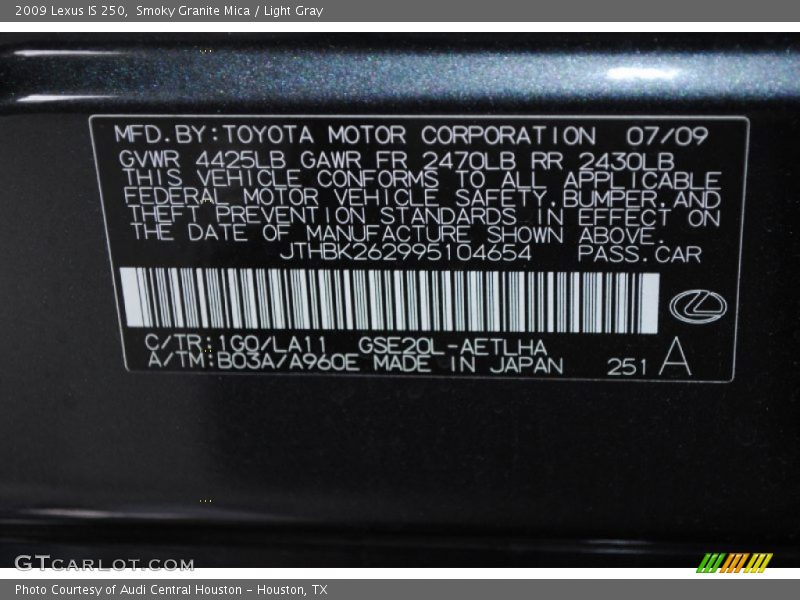 2009 Lexus IS 250, Smoky Granite Mica / Light Gray
MFD.BY:TOYOTA MOTOR CORPORATION 07/09
GVWR 4425LB GAWR FR 2470LB RR 2430LB
THIS VEHICLE CONFORMS TO ALL APPLICABLE
FEDERAL MOTOR VEHICLE SAFETY,BUMPER,AND
THEFT PREVENTION STANDARDS IN EFFECT ON
THE DATE OF MANUFACTURE SHOWN ABOVE.
JTHBK262995104654 PASS.CAR
C/TR:1G0/LA11 GSE20L-AETLHA
A/TM:B03A/A960E MADE IN JAPAN 251 A
GTCARLOT.COM
Photo Courtesy of Audi Central Houston - Houston, TX